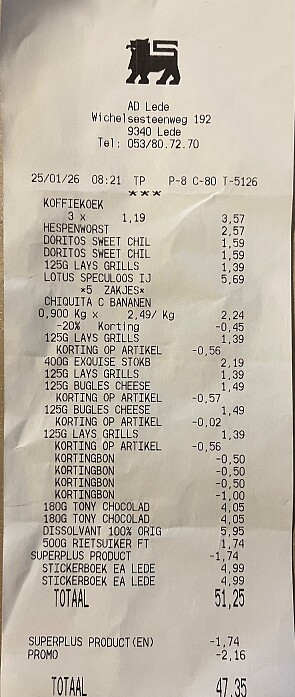 AD Lede
Wichelsesteenweg 192
9340 Lede
Tel: 053/80.72.70
25/01/26 08:21 TP P-8 C-80 T-5126
***
KOFFIEKOEK
3 x 1,19 3,57
HESPENWORST 2,57
DORITOS SWEET CHIL 1,59
DORITOS SWEET CHIL 1,59
125G LAYS GRILLS 1,39
LOTUS SPECULOOS IJ 5,69
*5 ZAKJES*
CHIQUITA C BANANEN
0,900 Kg x 2,49/ Kg 2,24
-20% Korting -0,45
125G LAYS GRILLS 1,39
KORTING OP ARTIKEL -0,56
400G EXQUISE STOKB 2,19
125G LAYS GRILLS 1,39
125G BUGLES CHEESE 1,49
KORTING OP ARTIKEL -0,57
125G BUGLES CHEESE 1,49
KORTING OP ARTIKEL -0,02
125G LAYS GRILLS 1,39
KORTING OP ARTIKEL -0,56
KORTINGBON -0,50
KORTINGBON -0,50
KORTINGBON -0,50
KORTINGBON -1,00
180G TONY CHOCOLAD 4,05
180G TONY CHOCOLAD 4,05
DISSOLVANT 100% ORIG 5,95
500G RIETSUIKER FT 1,74
SUPERPLUS PRODUCT -1,74
STICKERBOEK EA LEDE 4,99
STICKERBOEK EA LEDE 4,99
TOTAAL 51,25
SUPERPLUS PRODUCT(EN) -1,74
PROMO -2,16
TOTAAL 47,35